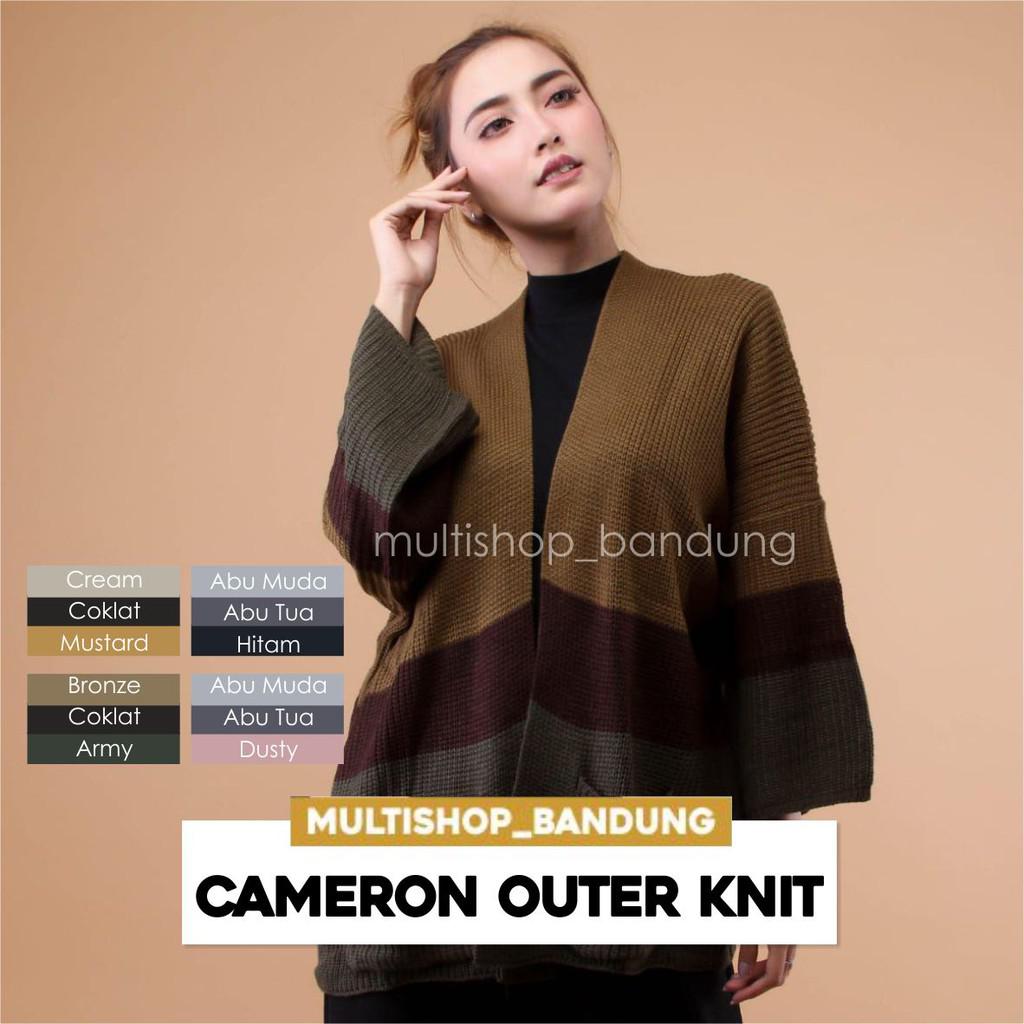 multishop_bandung
Cream
Coklat
Mustard
Abu Muda
Abu Tua
Hitam
Bronze
Coklat
Army
Abu Muda
Abu Tua
Dusty
MULTISHOP_BANDUNG
CAMERON OUTER KNIT